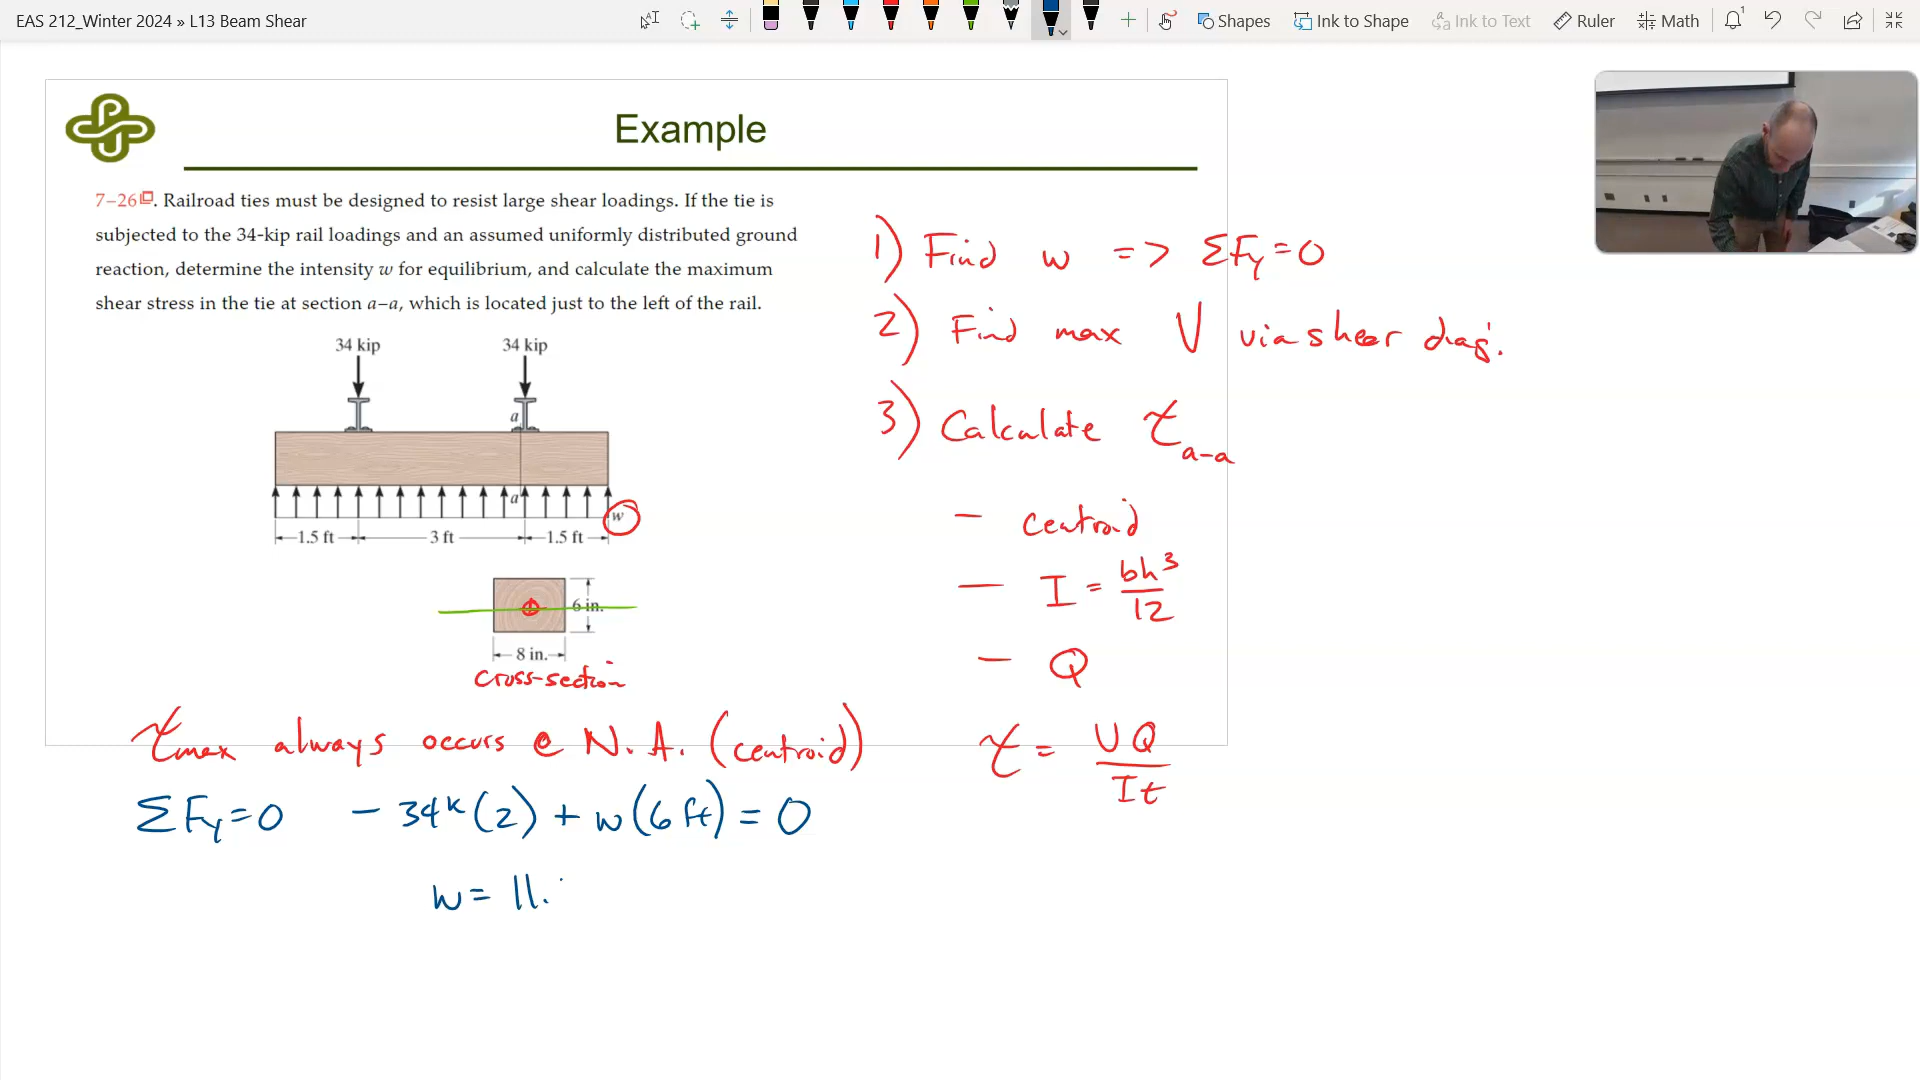 EAS 212_Winter 2024 » L13 Beam Shear
Shapes
Ink to Shape
Ink to Text
Ruler
Math
Example
7–26. Railroad ties must be designed to resist large shear loadings. If the tie is
subjected to the 34-kip rail loadings and an assumed uniformly distributed ground
reaction, determine the intensity w for equilibrium, and calculate the maximum
shear stress in the tie at section a–a, which is located just to the left of the rail.
34 kip
34 kip
a
a
w
1.5 ft
3 ft
1.5 ft
6 in.
8 in.
cross-section
1) Find w => ΣFy=0
2) Find max V via shear diag.
3) Calculate τa-a
- centroid
- I = bh³/12
- Q
τ = VQ/It
τmax always occurs @ N.A. (centroid)
ΣFy=0 -34ᵏ(2) + w(6ft) = 0
w= 11.